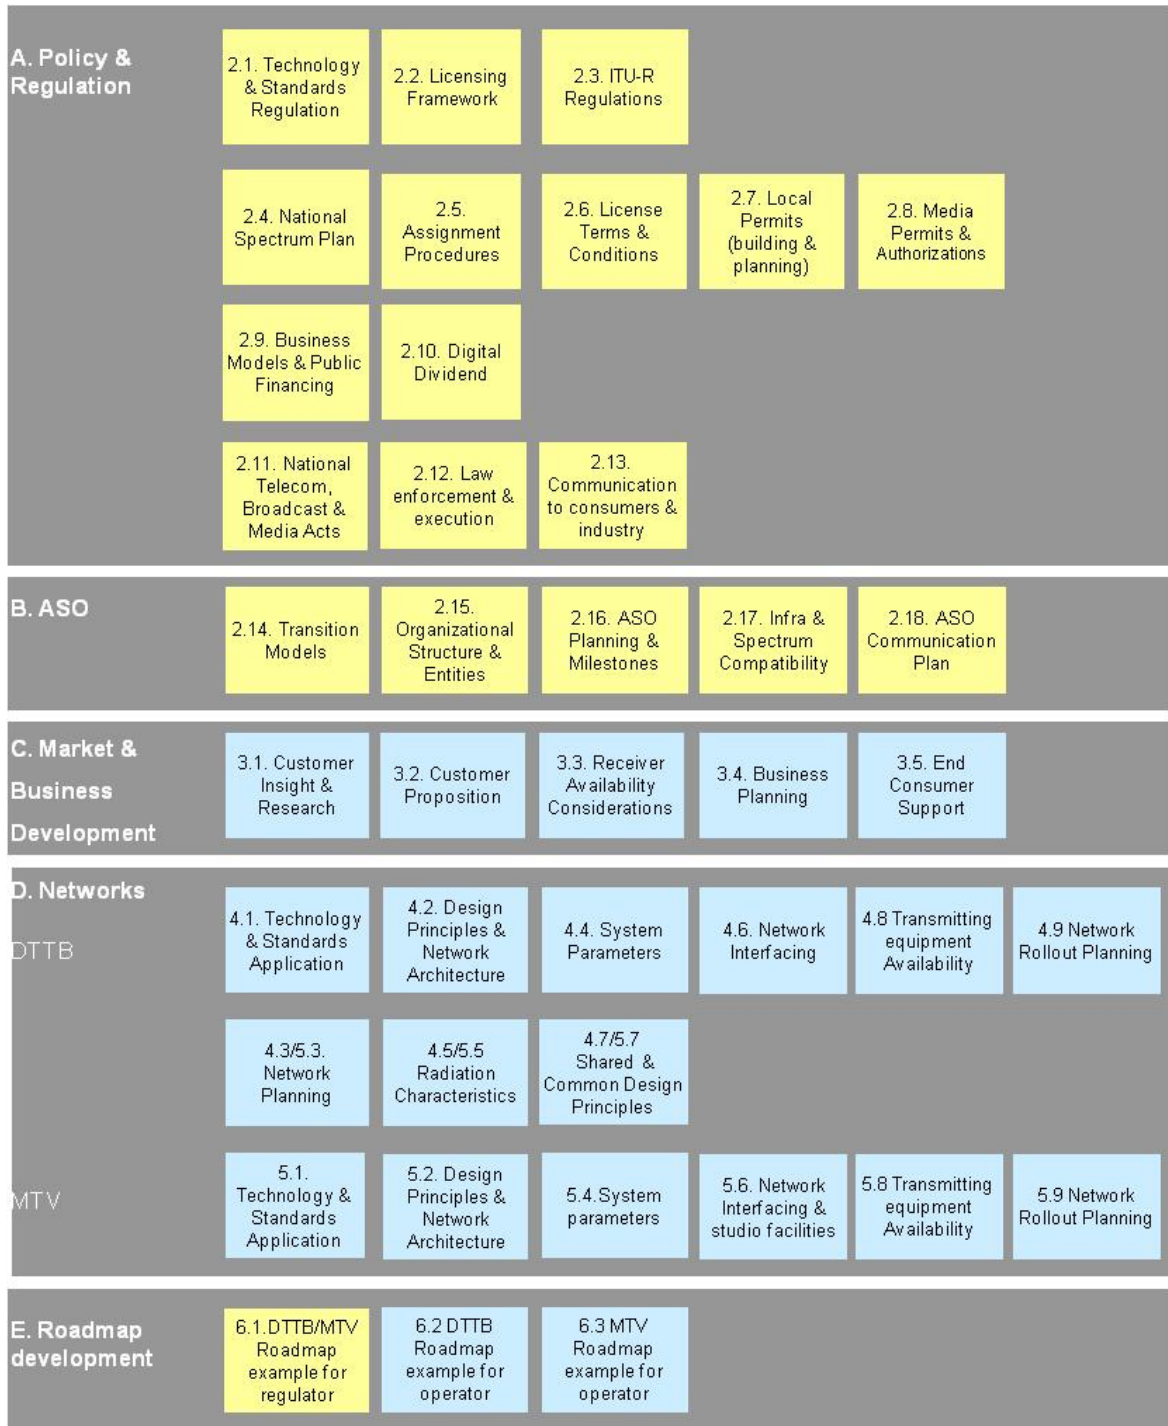 A. Policy &
Regulation
2.1. Technology
& Standards
Regulation
2.2. Licensing
Framework
2.3. ITU-R
Regulations
2.4. National
Spectrum Plan
2.5.
Assignment
Procedures
2.6. License
Terms &
Conditions
2.7. Local
Permits
(building &
planning)
2.8. Media
Permits &
Authorizations
2.9. Business
Models & Public
Financing
2.10. Digital
Dividend
2.11. National
Telecom,
Broadcast &
Media Acts
2.12. Law
enforcement &
execution
2.13.
Communication
to consumers &
industry
B. ASO
2.14. Transition
Models
2.15.
Organizational
Structure &
Entities
2.16. ASO
Planning &
Milestones
2.17. Infra &
Spectrum
Compatibility
2.18. ASO
Communication
Plan
C. Market &
Business
Development
3.1. Customer
Insight &
Research
3.2. Customer
Proposition
3.3. Receiver
Availability
Considerations
3.4. Business
Planning
3.5. End
Consumer
Support
D. Networks
DTTB
4.1. Technology
& Standards
Application
4.2. Design
Principles &
Network
Architecture
4.4. System
Parameters
4.6. Network
Interfacing
4.8 Transmitting
equipment
Availability
4.9 Network
Rollout Planning
4.3/5.3.
Network
Planning
4.5/5.5
Radiation
Characteristics
4.7/5.7
Shared &
Common Design
Principles
MTV
5.1.
Technology &
Standards
Application
5.2. Design
Principles &
Network
Architecture
5.4.System
parameters
5.6. Network
Interfacing &
studio facilities
5.8 Transmitting
equipment
Availability
5.9 Network
Rollout Planning
E. Roadmap
development
6.1.DTTB/MTV
Roadmap
example for
regulator
6.2 DTTB
Roadmap
example for
operator
6.3 MTV
Roadmap
example for
operator